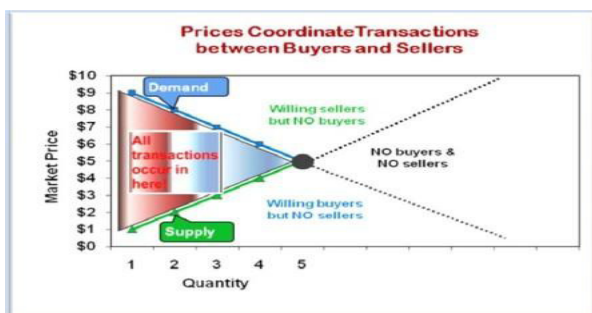 Prices CoordinateTransactions
between Buyers and Sellers
$10
$9
$8
$7
$6
$5
$4
$3
$2
$1
$0
Market Price
Demand
Willing sellers
but NO buyers
All
transactions
occur in
here!
NO buyers &
NO sellers
Willing buyers
but NO sellers
Supply
1 2 3 4 5
Quantity